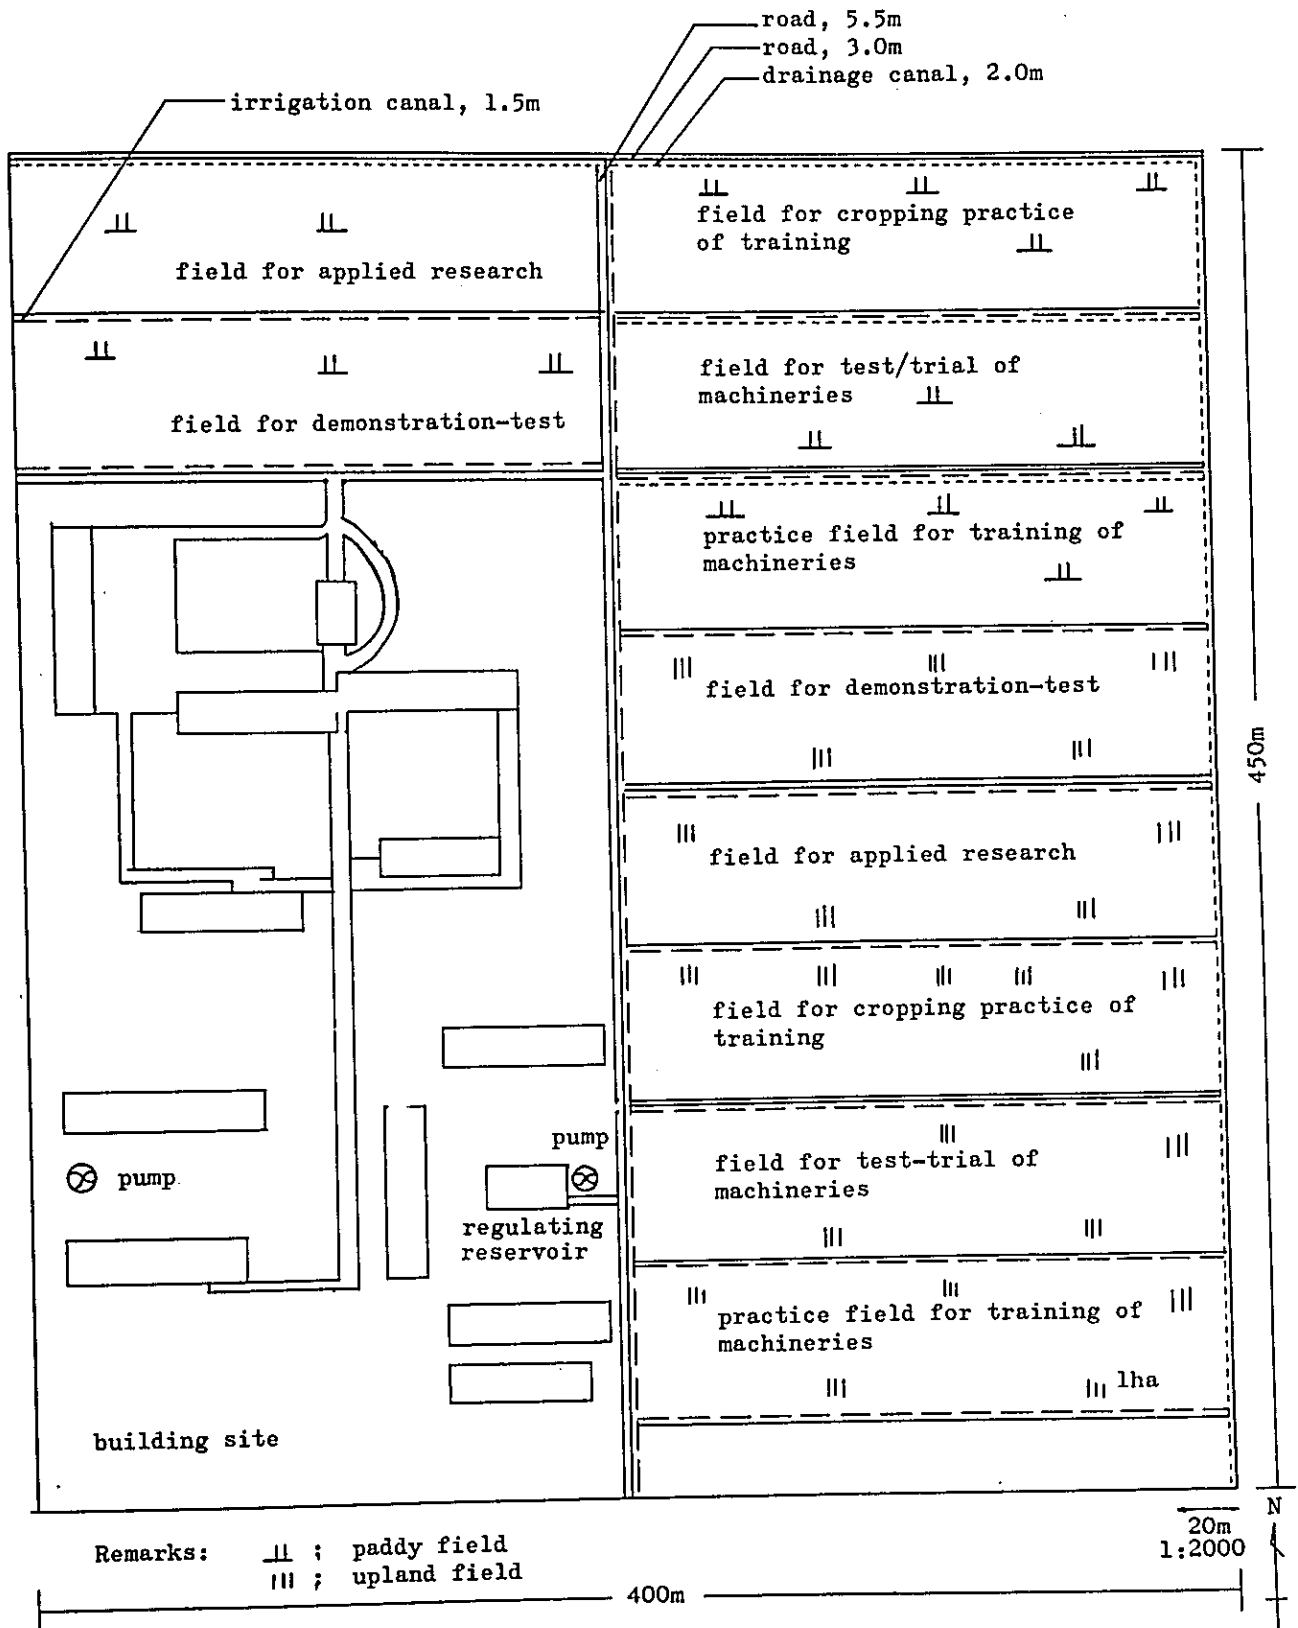 road, 5.5m
road, 3.0m
drainage canal, 2.0m
irrigation canal, 1.5m
field for cropping practice
of training
field for applied research
field for test/trial of
machineries
field for demonstration-test
practice field for training of
machineries
field for demonstration-test
450m
field for applied research
field for cropping practice of
training
pump
pump
field for test-trial of
machineries
regulating
reservoir
practice field for training of
machineries
1ha
building site
N
20m
1:2000
Remarks: ; paddy field
; upland field
400m